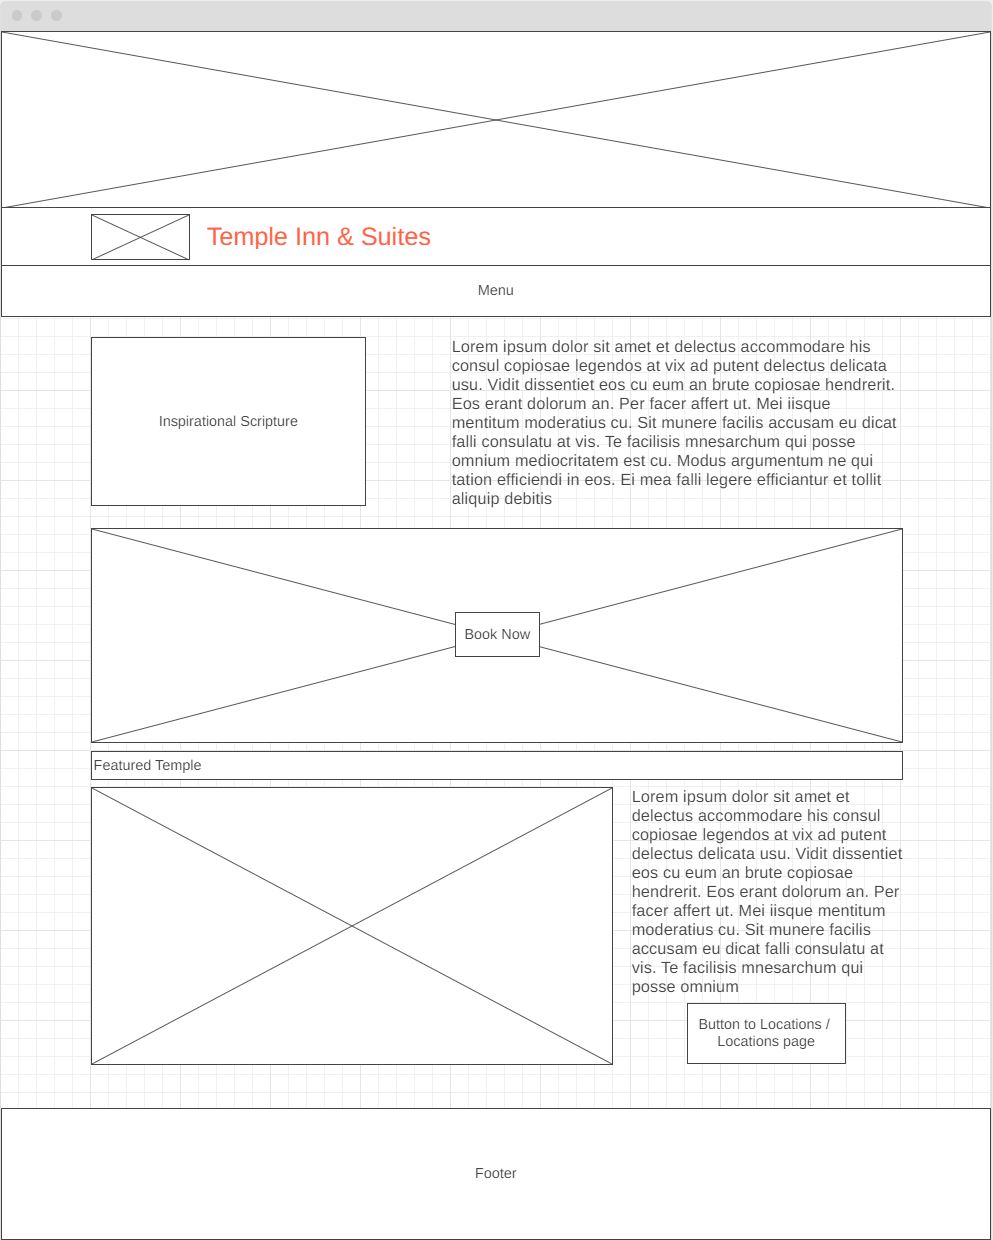 Temple Inn & Suites
Menu
Inspirational Scripture
Lorem ipsum dolor sit amet et delectus accommodare his
consul copiosae legendos at vix ad putent delectus delicata
usu. Vidit dissentiet eos cu eum an brute copiosae hendrerit.
Eos erant dolorum an. Per facer affert ut. Mei iisque
mentitum moderatius cu. Sit munere facilis accusam eu dicat
falli consulatu at vis. Te facilisis mnesarchum qui posse
omnium mediocritatem est cu. Modus argumentum ne qui
tation efficiendi in eos. Ei mea falli legere efficiantur et tollit
aliquip debitis
Book Now
Featured Temple
Lorem ipsum dolor sit amet et
delectus accommodare his consul
copiosae legendos at vix ad putent
delectus delicata usu. Vidit dissentiet
eos cu eum an brute copiosae
hendrerit. Eos erant dolorum an. Per
facer affert ut. Mei iisque mentitum
moderatius cu. Sit munere facilis
accusam eu dicat falli consulatu at
vis. Te facilisis mnesarchum qui
posse omnium
Button to Locations /
Locations page
Footer